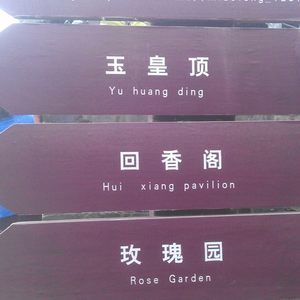 玉皇顶
Yu huang ding
回香阁
Hui xiang pavilion
玫瑰园
Rose Garden